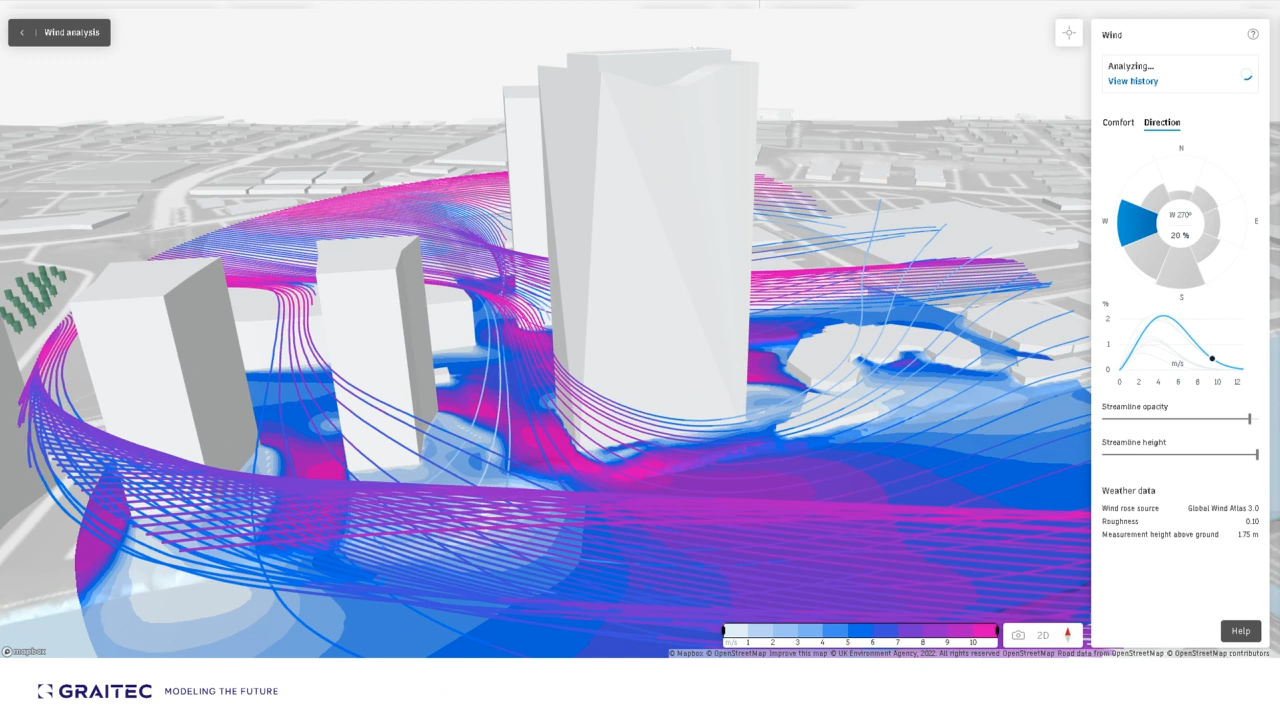 Wind analysis
Wind
Analyzing...
View history
Comfort Direction
N
W
W 270°
20 %
E
S
%
2
1
0
m/s
0 2 4 6 8 10 12
Streamline opacity
Streamline height
Weather data
Wind rose source Global Wind Atlas 3.0
Roughness 0.10
Measurement height above ground 1.75 m
Help
m/s 1 2 3 4 5 6 7 8 9 10
2D
mapbox
© Mapbox © OpenStreetMap Improve this map © UK Environment Agency, 2022. All rights reserved OpenStreetMap Road data from OpenStreetMap © OpenStreetMap contributors
GRAITEC MODELING THE FUTURE